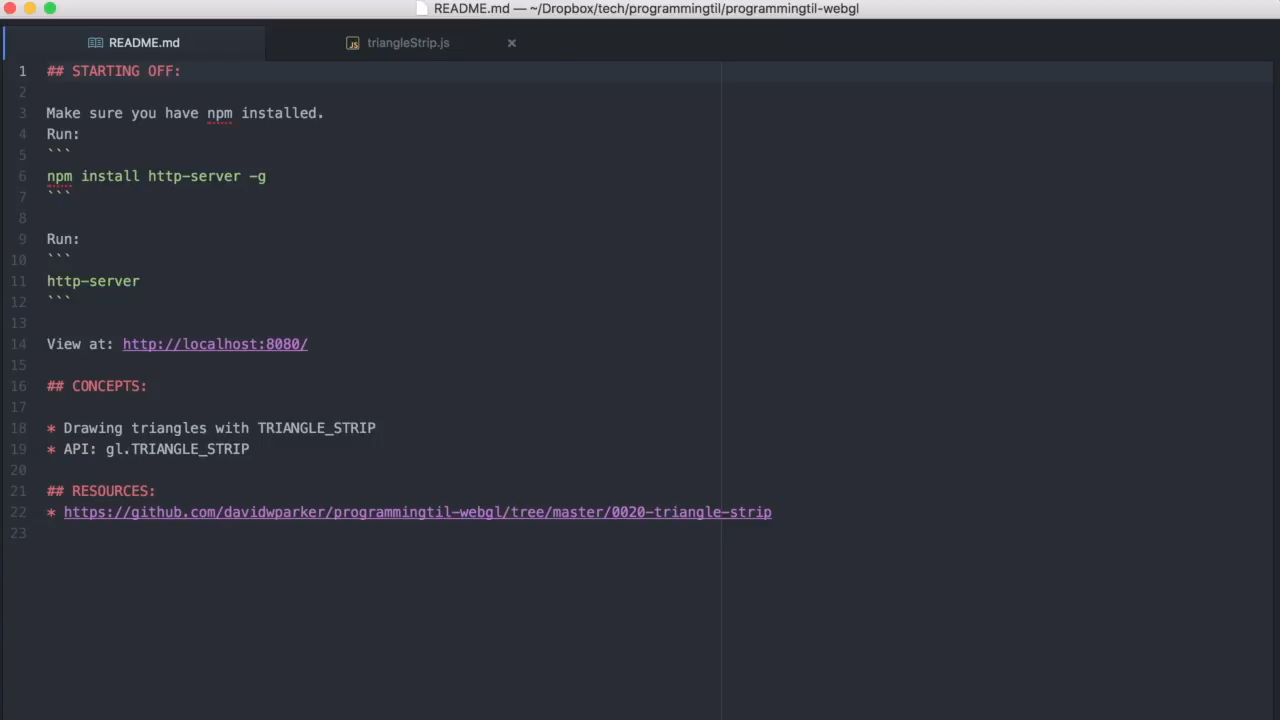 README.md — ~/Dropbox/tech/programmingtil/programmingtil-webgl
README.md
JS triangleStrip.js ×
1 ## STARTING OFF:
2
3 Make sure you have npm installed.
4 Run:
5 ```
6 npm install http-server -g
7 ```
8
9 Run:
10 ```
11 http-server
12 ```
13
14 View at: http://localhost:8080/
15
16 ## CONCEPTS:
17
18 * Drawing triangles with TRIANGLE_STRIP
19 * API: gl.TRIANGLE_STRIP
20
21 ## RESOURCES:
22 * https://github.com/davidwparker/programmingtil-webgl/tree/master/0020-triangle-strip
23